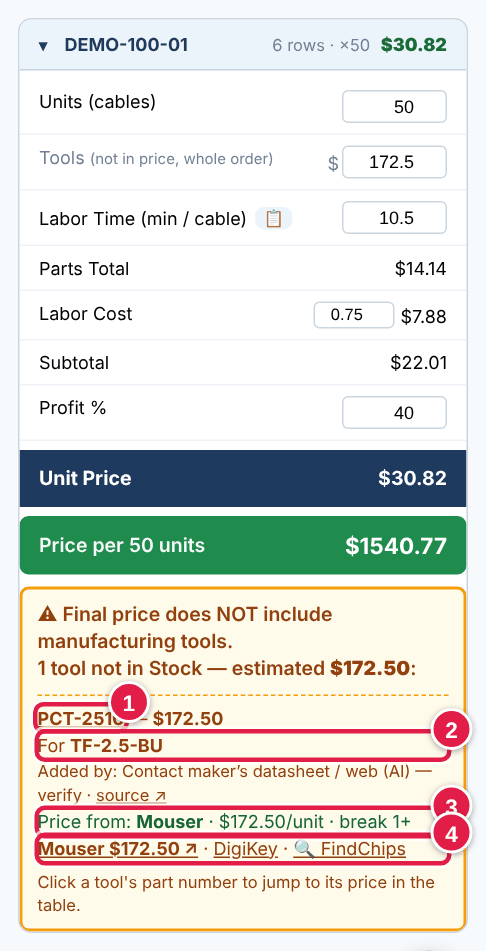 ▼ DEMO-100-01 6 rows · ×50 $30.82
Units (cables) 50
Tools (not in price, whole order) $ 172.5
Labor Time (min / cable) 📋 10.5
Parts Total $14.14
Labor Cost 0.75 $7.88
Subtotal $22.01
Profit % 40
Unit Price $30.82
Price per 50 units $1540.77
⚠ Final price does NOT include
manufacturing tools.
1 tool not in Stock — estimated $172.50:
1
— $172.50
For TF-2.5-BU 2
Added by: Contact maker's datasheet / web (AI) —
verify · source ↗
Price from: Mouser · $172.50/unit · break 1+ 3
Mouser $172.50 ↗ · DigiKey · 🔍 FindChips 4
Click a tool's part number to jump to its price in the
table.